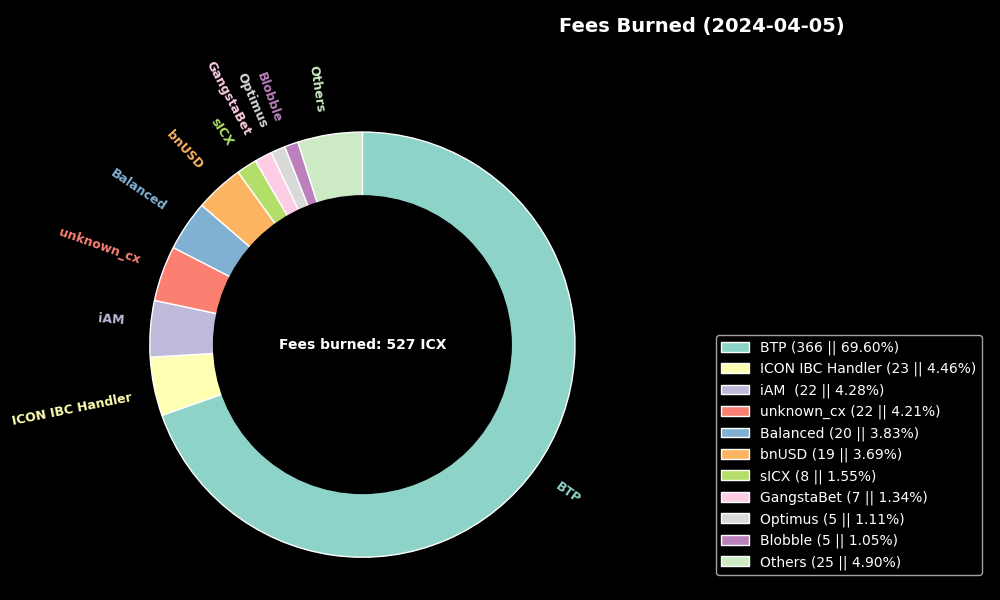 Fees Burned (2024-04-05)
Others
Blobble
Optimus
GangstaBet
sICX
bnUSD
Balanced
unknown_cx
iAM
ICON IBC Handler
BTP
Fees burned: 527 ICX
BTP (366 || 69.60%)
ICON IBC Handler (23 || 4.46%)
iAM  (22 || 4.28%)
unknown_cx (22 || 4.21%)
Balanced (20 || 3.83%)
bnUSD (19 || 3.69%)
sICX (8 || 1.55%)
GangstaBet (7 || 1.34%)
Optimus (5 || 1.11%)
Blobble (5 || 1.05%)
Others (25 || 4.90%)